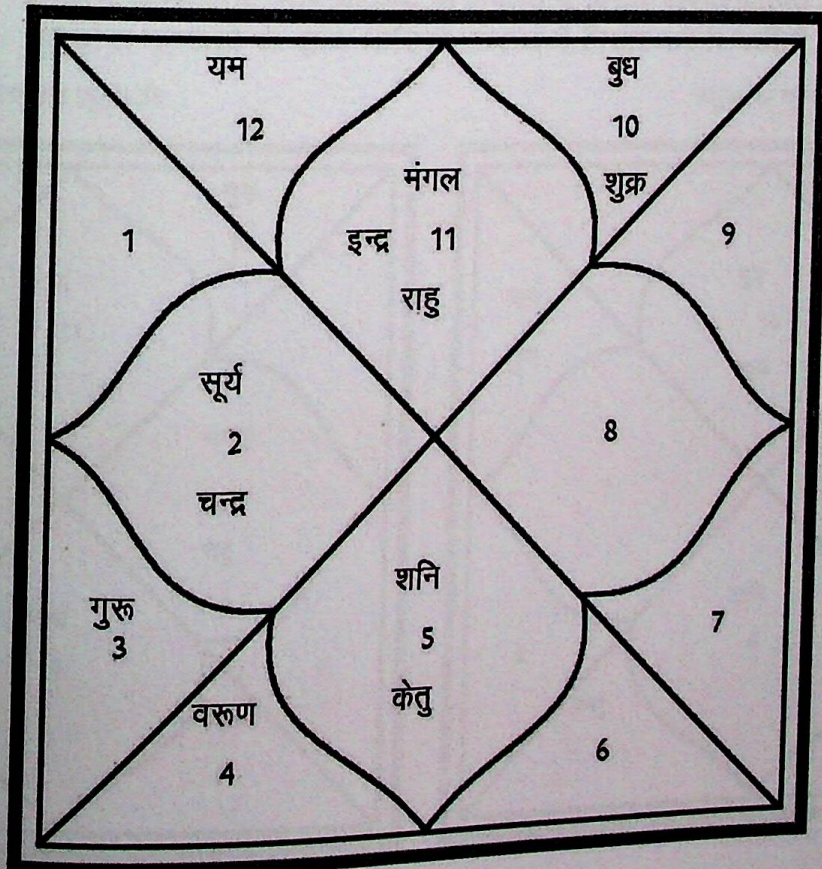 यम
12
बुध
10
शुक्र
मंगल
इन्द्र 11
राहु
1
9
सूर्य
2
चन्द्र
8
गुरू
3
शनि
5
केतु
7
वरूण
4
6